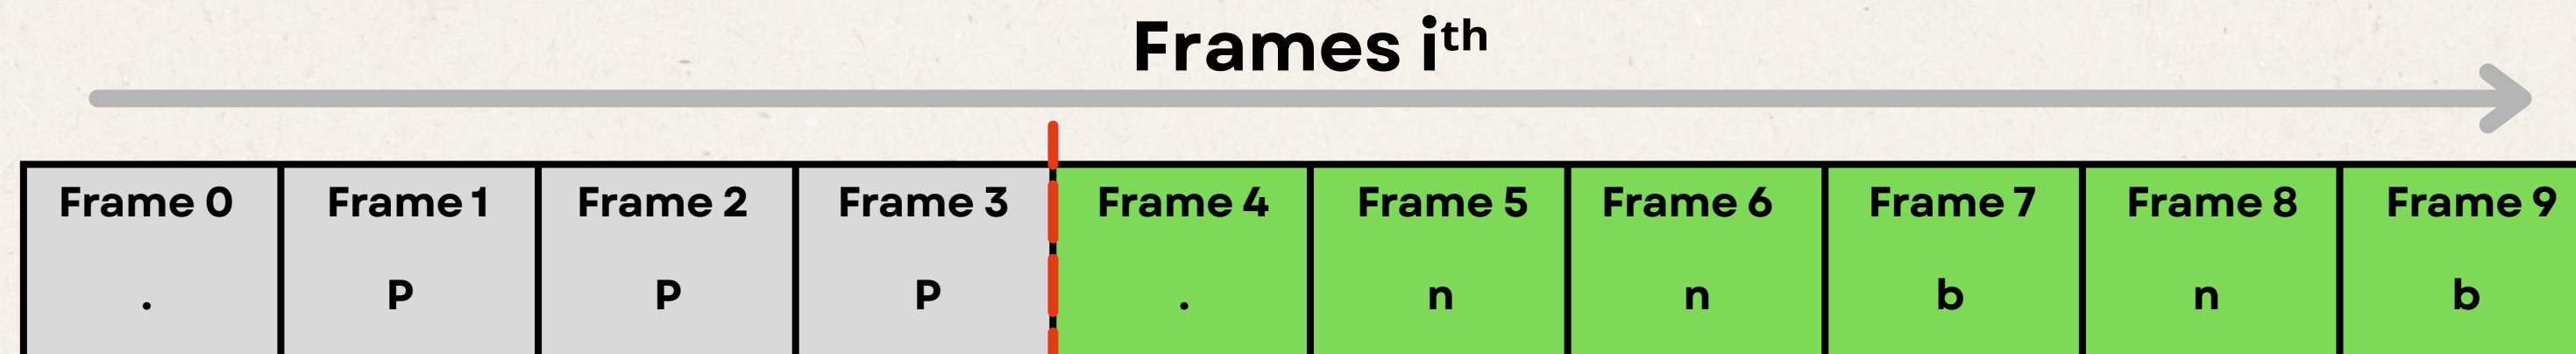 Frames iᵗʰ
Frame 0 Frame 1 Frame 2 Frame 3 Frame 4 Frame 5 Frame 6 Frame 7 Frame 8 Frame 9
. P P P . n n b n b